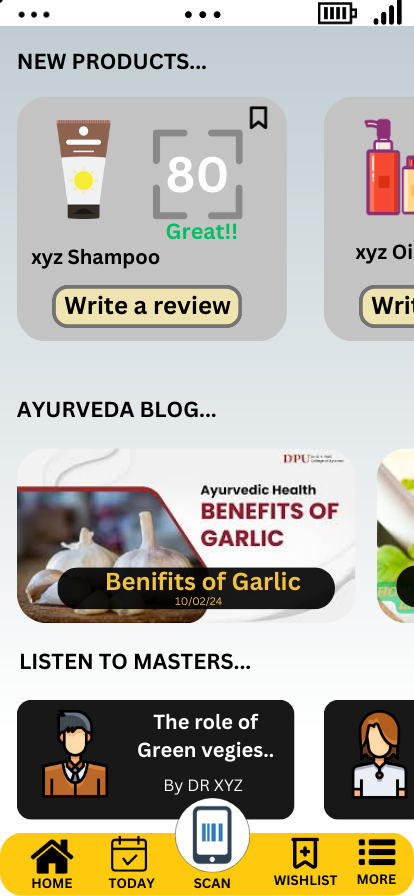 NEW PRODUCTS...
80
Great!!
xyz Shampoo
xyz Oi
Write a review
Writ
AYURVEDA BLOG...
DPU
Ayurvedic Health
BENEFITS OF
GARLIC
Benifits of Garlic
10/02/24
LISTEN TO MASTERS...
The role of
Green vegies..
By DR XYZ
HOME
TODAY
SCAN
WISHLIST
MORE